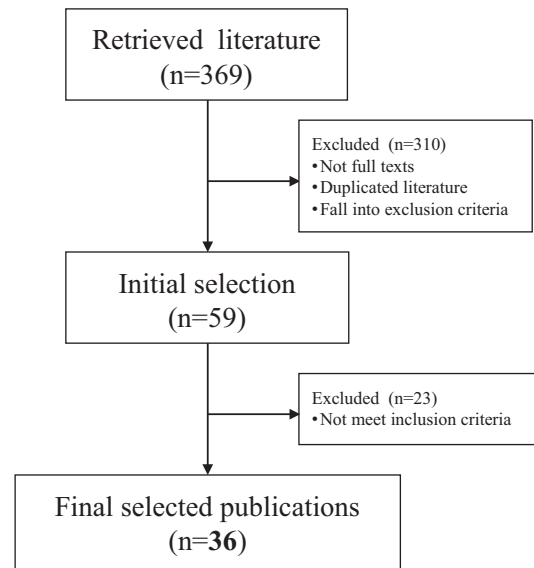 Retrieved literature
(n=369)
Excluded (n=310)
•Not full texts
•Duplicated literature
•Fall into exclusion criteria
Initial selection
(n=59)
Excluded (n=23)
•Not meet inclusion criteria
Final selected publications
(n=36)